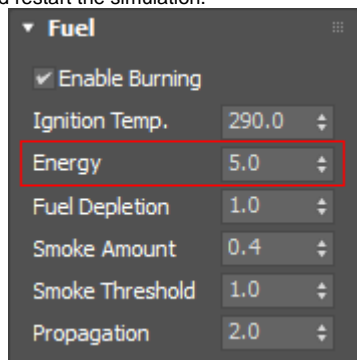 d restart the simulation.
Fuel
Enable Burning
Ignition Temp. 290.0
Energy 5.0
Fuel Depletion 1.0
Smoke Amount 0.4
Smoke Threshold 1.0
Propagation 2.0